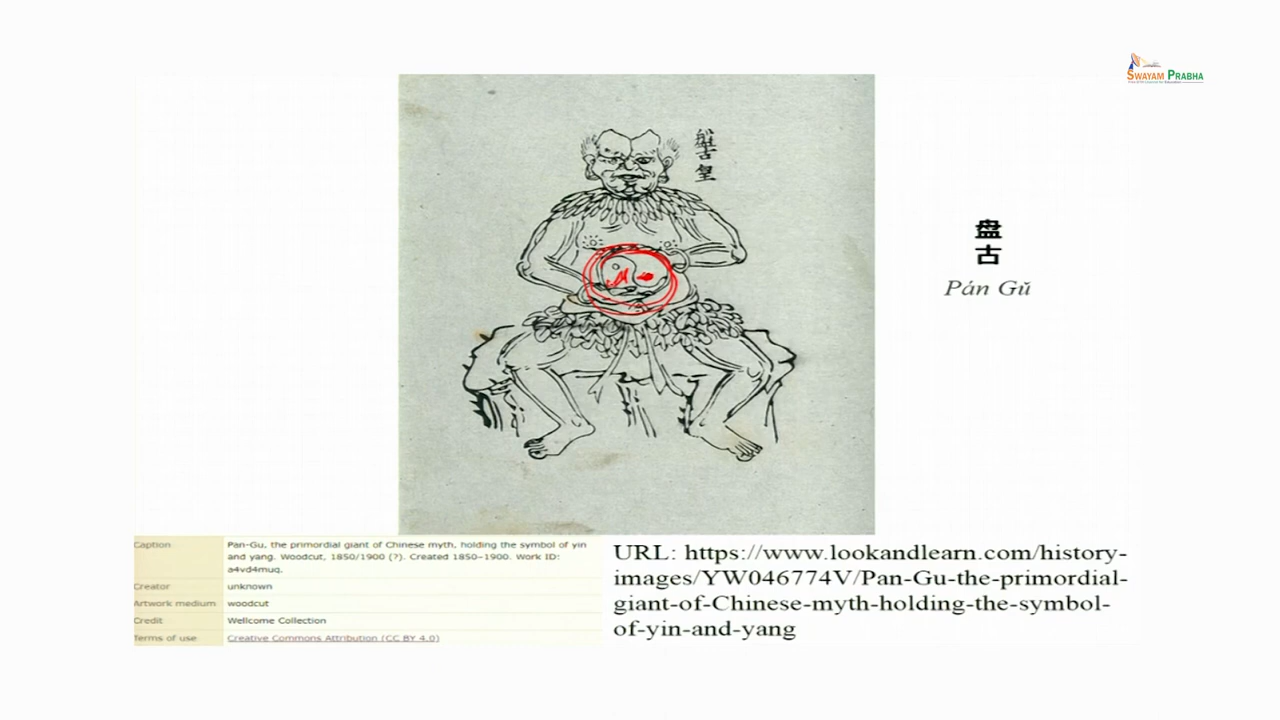 SWAYAM PRABHA
盤古皇
盘
古
Pán Gǔ
Caption Pan-Gu, the primordial giant of Chinese myth, holding the symbol of yin
and yang. Woodcut, 1850/1900 (?). Created 1850–1900. Work ID:
a4vd4muq.
Creator unknown
Artwork medium woodcut
Credit Wellcome Collection
Terms of use Creative Commons Attribution (CC BY 4.0)
URL: https://www.lookandlearn.com/history-
images/YW046774V/Pan-Gu-the-primordial-
giant-of-Chinese-myth-holding-the-symbol-
of-yin-and-yang